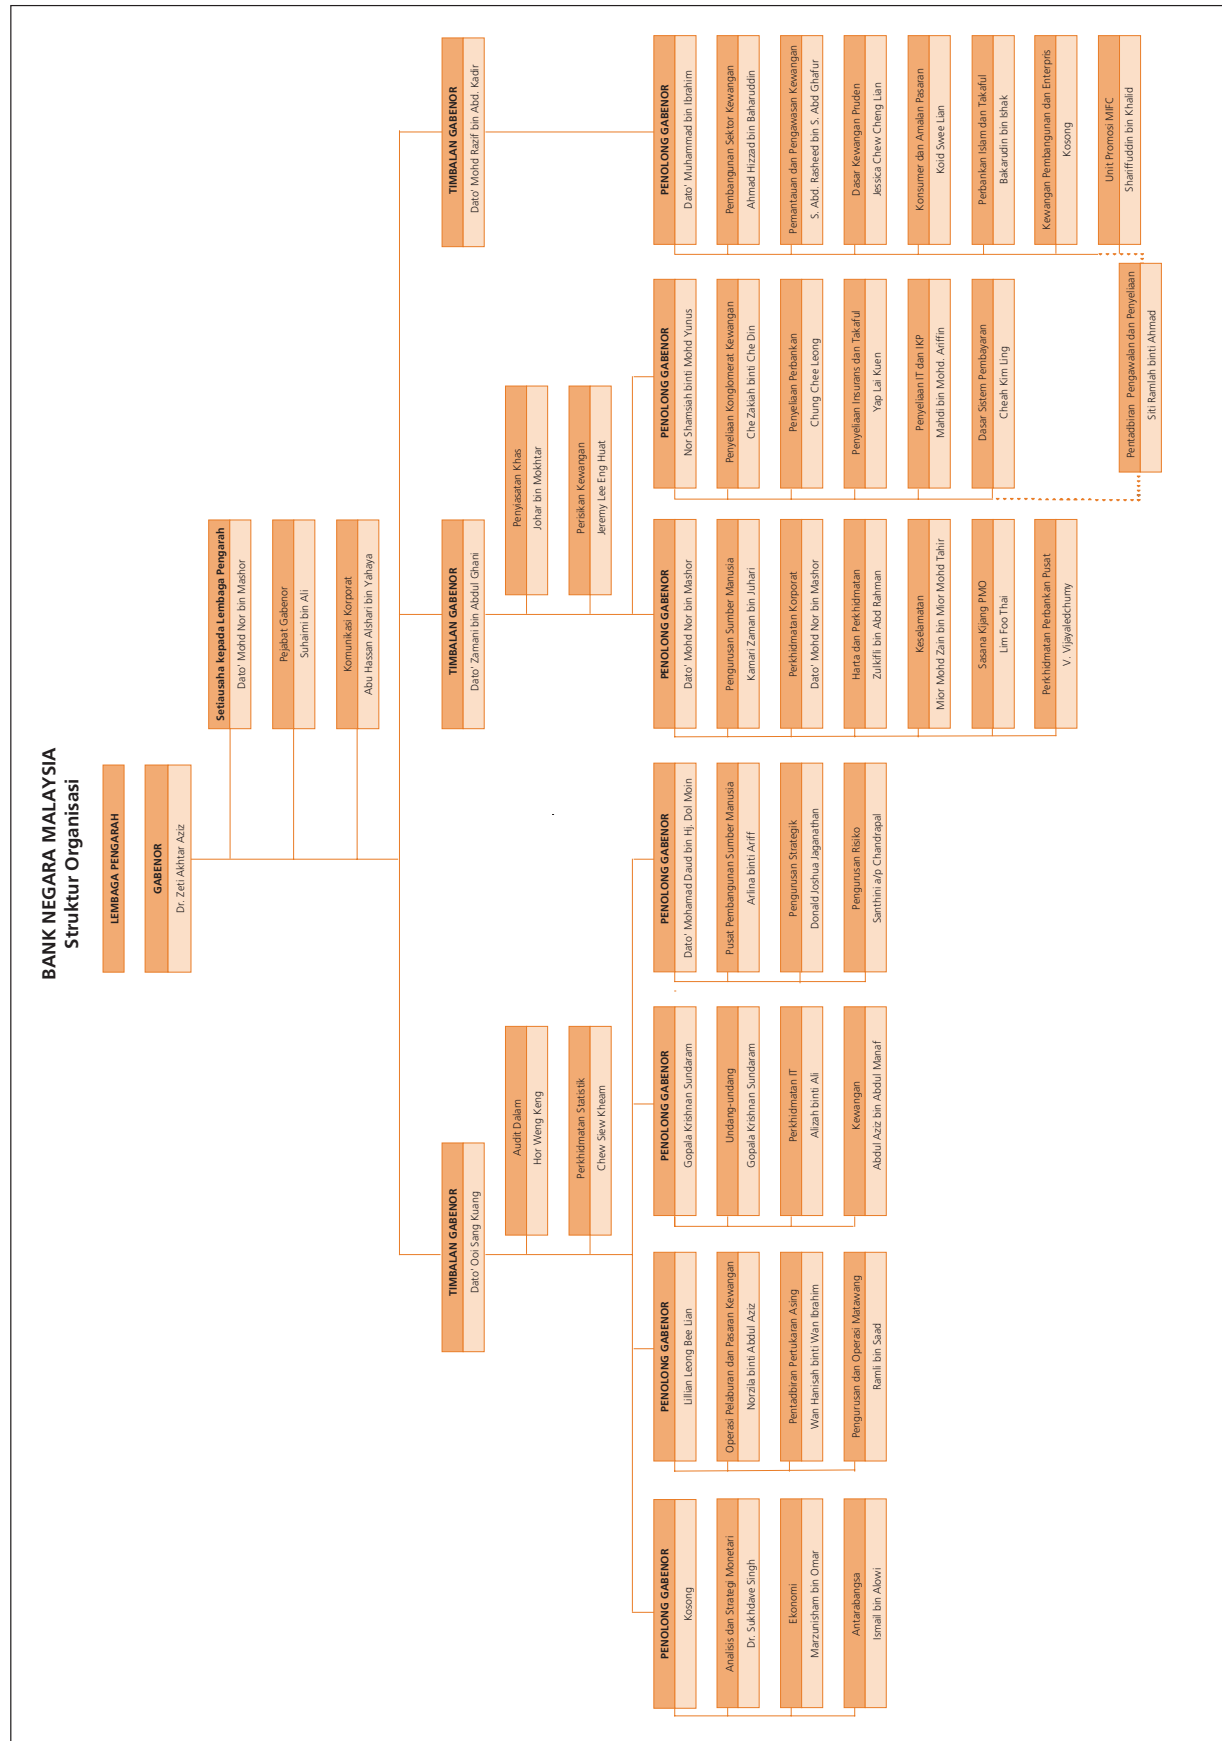 BANK NEGARA MALAYSIA
Struktur Organisasi
LEMBAGA PENGARAH
GABENOR
Dr. Zeti Akhtar Aziz
Setiausaha kepada Lembaga Pengarah
Dato' Mohd Nor bin Mashor
Pejabat Gabenor
Suhaimi bin Ali
Komunikasi Korporat
Abu Hassan Alshari bin Yahaya
TIMBALAN GABENOR
Dato' Ooi Sang Kuang
Audit Dalam
Hor Weng Keng
Perkhidmatan Statistik
Chew Siew Kheam
PENOLONG GABENOR
Kosong
Analisis dan Strategi Monetari
Dr. Sukhdave Singh
Ekonomi
Marzunisham bin Omar
Antarabangsa
Ismail bin Alowi
PENOLONG GABENOR
Lillian Leong Bee Lian
Operasi Pelaburan dan Pasaran Kewangan
Norzila binti Abdul Aziz
Pentadbiran Pertukaran Asing
Wan Hanisah binti Wan Ibrahim
Pengurusan dan Operasi Matawang
Ramli bin Saad
PENOLONG GABENOR
Gopala Krishnan Sundaram
Undang-undang
Gopala Krishnan Sundaram
Perkhidmatan IT
Alizah binti Ali
Kewangan
Abdul Aziz bin Abdul Manaf
PENOLONG GABENOR
Dato' Mohamad Daud bin Hj. Dol Moin
Pusat Pembangunan Sumber Manusia
Arlina binti Ariff
Pengurusan Strategik
Donald Joshua Jaganathan
Pengurusan Risiko
Santhini a/p Chandrapal
TIMBALAN GABENOR
Dato' Zamani bin Abdul Ghani
Penyiasatan Khas
Johar bin Mokhtar
Perisikan Kewangan
Jeremy Lee Eng Huat
PENOLONG GABENOR
Dato' Mohd Nor bin Mashor
Pengurusan Sumber Manusia
Kamari Zaman bin Juhari
Perkhidmatan Korporat
Dato' Mohd Nor bin Mashor
Harta dan Perkhidmatan
Zulkifli bin Abd Rahman
Keselamatan
Mior Mohd Zain bin Mior Mohd Tahir
Sasana Kijang PMO
Lim Foo Thai
Perkhidmatan Perbankan Pusat
V. Vijayaledchumy
PENOLONG GABENOR
Nor Shamsiah binti Mohd Yunus
Penyeliaan Konglomerat Kewangan
Che Zakiah binti Che Din
Penyeliaan Perbankan
Chung Chee Leong
Penyeliaan Insurans dan Takaful
Yap Lai Kuen
Penyeliaan IT dan IKP
Mahdi bin Mohd. Ariffin
Dasar Sistem Pembayaran
Cheah Kim Ling
Pentadbiran Pengawalan dan Penyeliaan
Siti Ramlah binti Ahmad
TIMBALAN GABENOR
Dato' Mohd Razif bin Abd. Kadir
PENOLONG GABENOR
Dato' Muhammad bin Ibrahim
Pembangunan Sektor Kewangan
Ahmad Hizzad bin Baharuddin
Pemantauan dan Pengawasan Kewangan
S. Abd. Rasheed bin S. Abd Ghafur
Dasar Kewangan Pruden
Jessica Chew Cheng Lian
Konsumer dan Amalan Pasaran
Koid Swee Lian
Perbankan Islam dan Takaful
Bakarudin bin Ishak
Kewangan Pembangunan dan Enterpris
Kosong
Unit Promosi MIFC
Shariffuddin bin Khalid